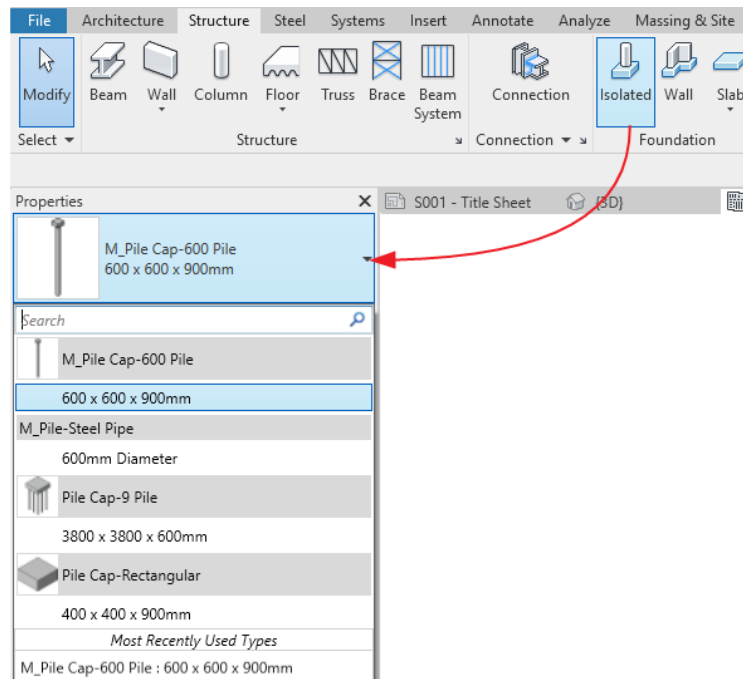 File Architecture Structure Steel Systems Insert Annotate Analyze Massing & Site
Modify Beam Wall Column Floor Truss Brace Beam System Connection Isolated Wall Slab
Select Structure Connection Foundation
Properties S001 - Title Sheet {3D}
M_Pile Cap-600 Pile
600 x 600 x 900mm
Search
M_Pile Cap-600 Pile
600 x 600 x 900mm
M_Pile-Steel Pipe
600mm Diameter
Pile Cap-9 Pile
3800 x 3800 x 600mm
Pile Cap-Rectangular
400 x 400 x 900mm
Most Recently Used Types
M_Pile Cap-600 Pile : 600 x 600 x 900mm